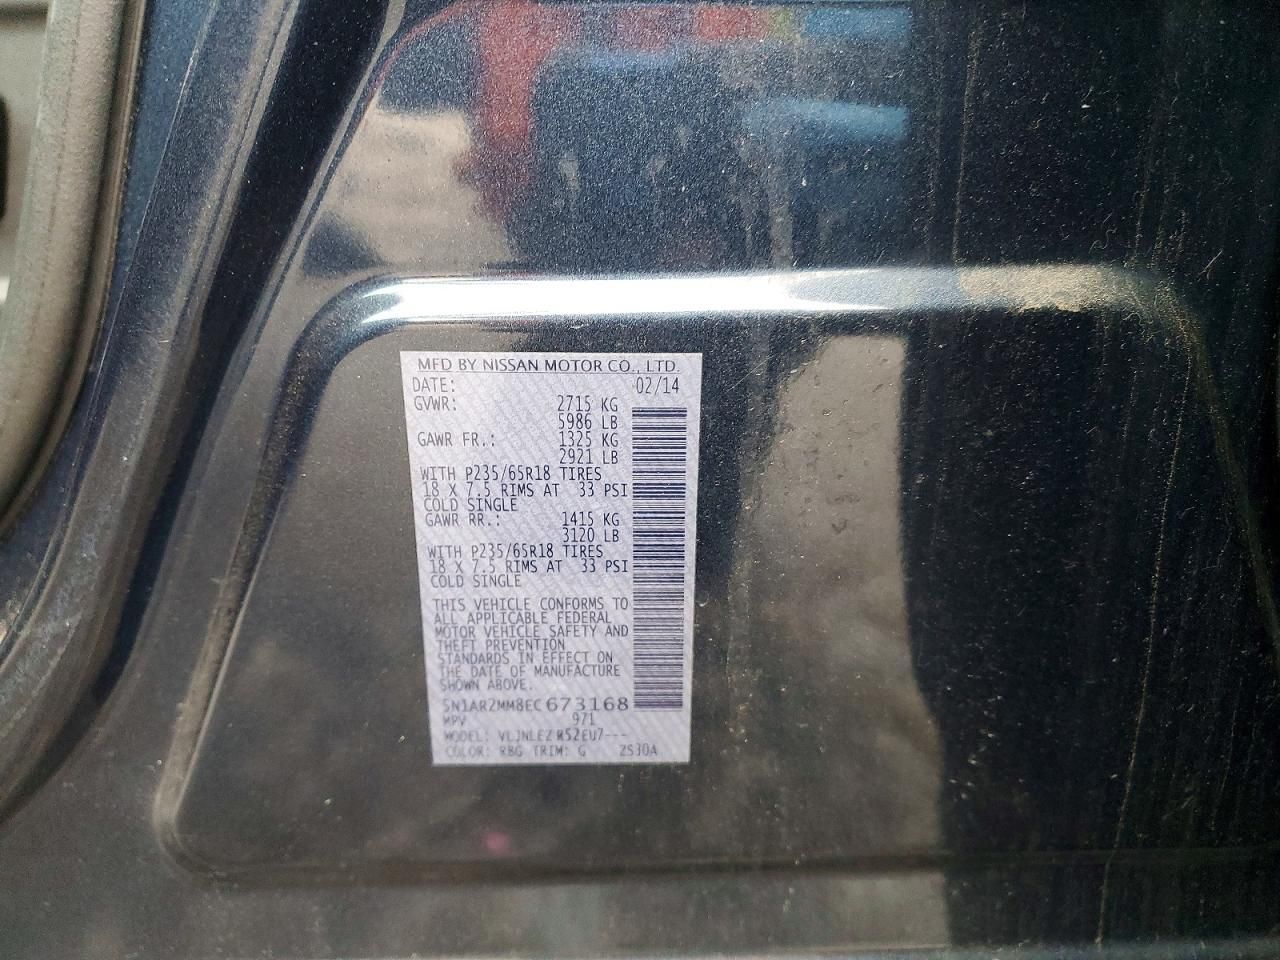 MFD BY NISSAN MOTOR CO., LTD.
DATE: 02/14
GVWR: 2715 KG
5986 LB
GAWR FR.: 1325 KG
2921 LB
WITH P235/65R18 TIRES
18 X 7.5 RIMS AT 33 PSI
COLD SINGLE
GAWR RR.: 1415 KG
3120 LB
WITH P235/65R18 TIRES
18 X 7.5 RIMS AT 33 PSI
COLD SINGLE
THIS VEHICLE CONFORMS TO
ALL APPLICABLE FEDERAL
MOTOR VEHICLE SAFETY AND
THEFT PREVENTION
STANDARDS IN EFFECT ON
THE DATE OF MANUFACTURE
SHOWN ABOVE.
5N1AR2MM8EC673168
MPV 971
MODEL: VLJNLEZ R52EU7---
COLOR: RBG TRIM: G ZS30A